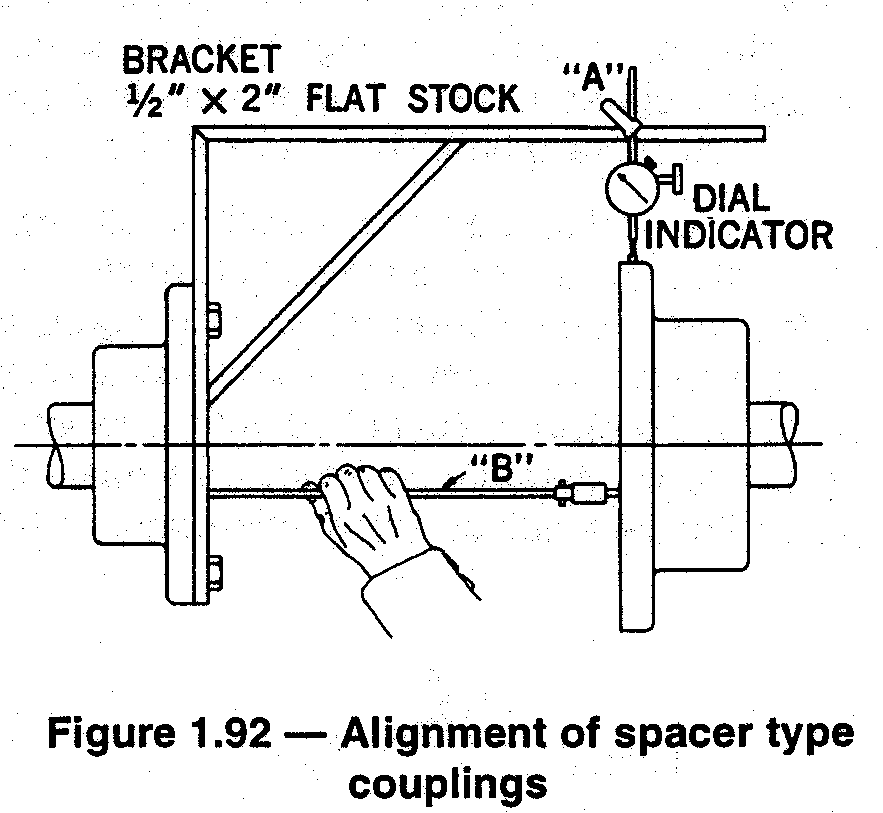 BRACKET
½" × 2" FLAT STOCK
"A"
DIAL
INDICATOR
"B"
Figure 1.92 — Alignment of spacer type
couplings